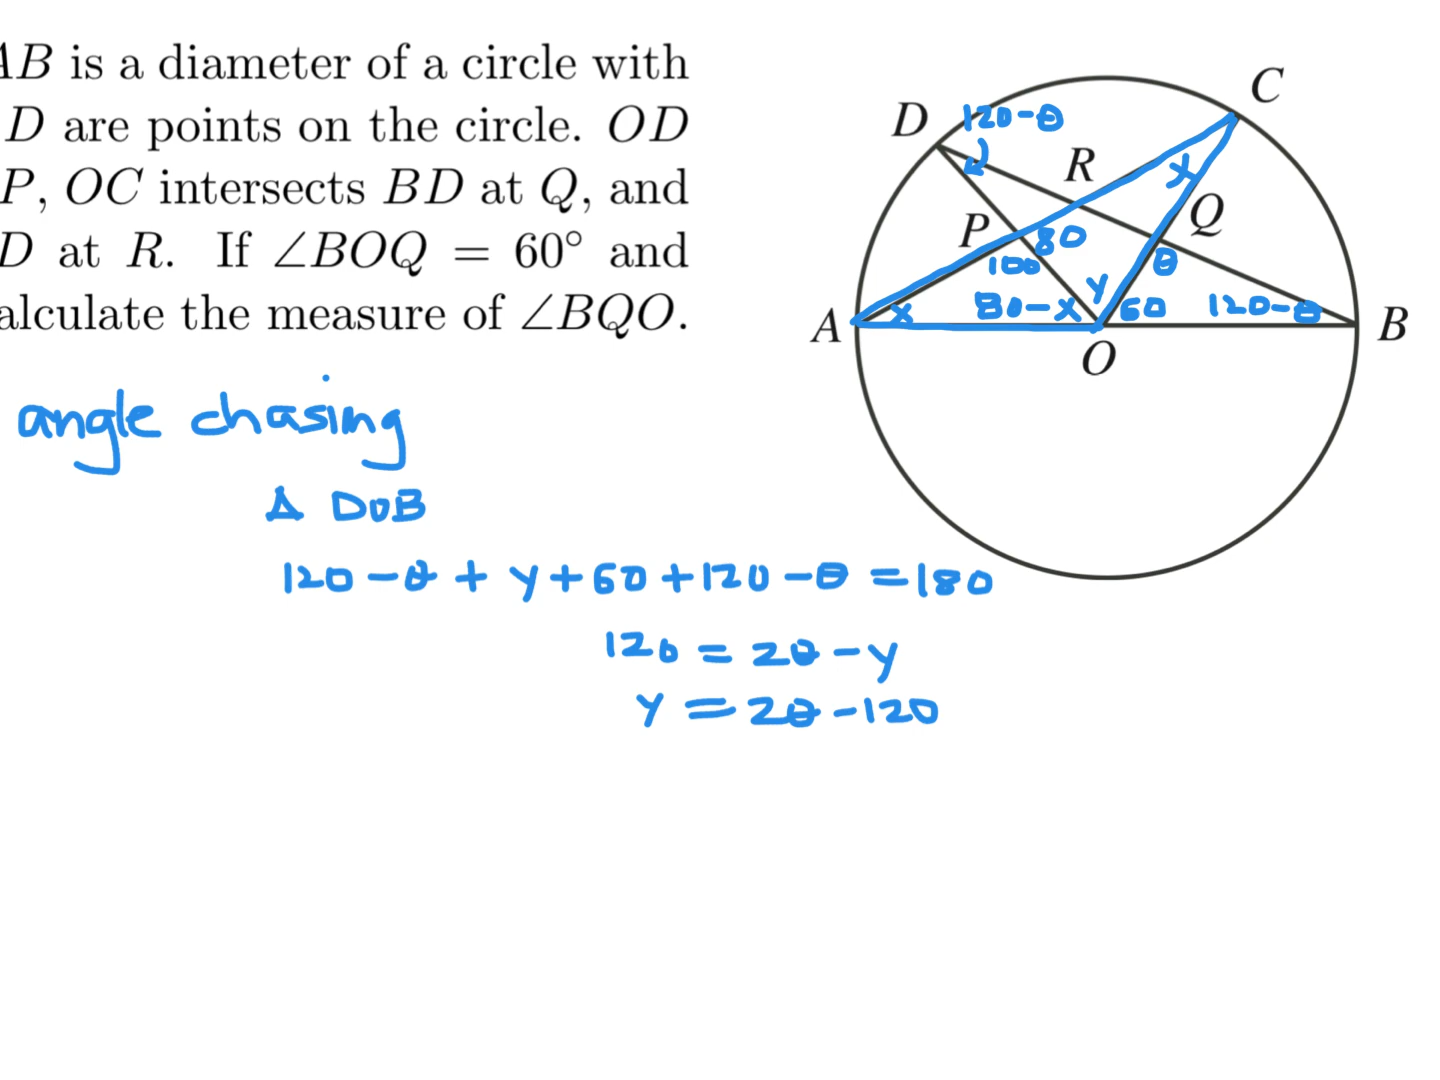 AB is a diameter of a circle with
D are points on the circle. OD
P, OC intersects BD at Q, and
D at R. If ∠BOQ = 60° and
alculate the measure of ∠BQO.
C
D
120-θ
R
x
Q
P
80
100
θ
y
A
x
80-x
60
120-θ
B
O
angle chasing
Δ DOB
120-θ + y+60+120-θ =180
120 = 2θ-y
y = 2θ-120